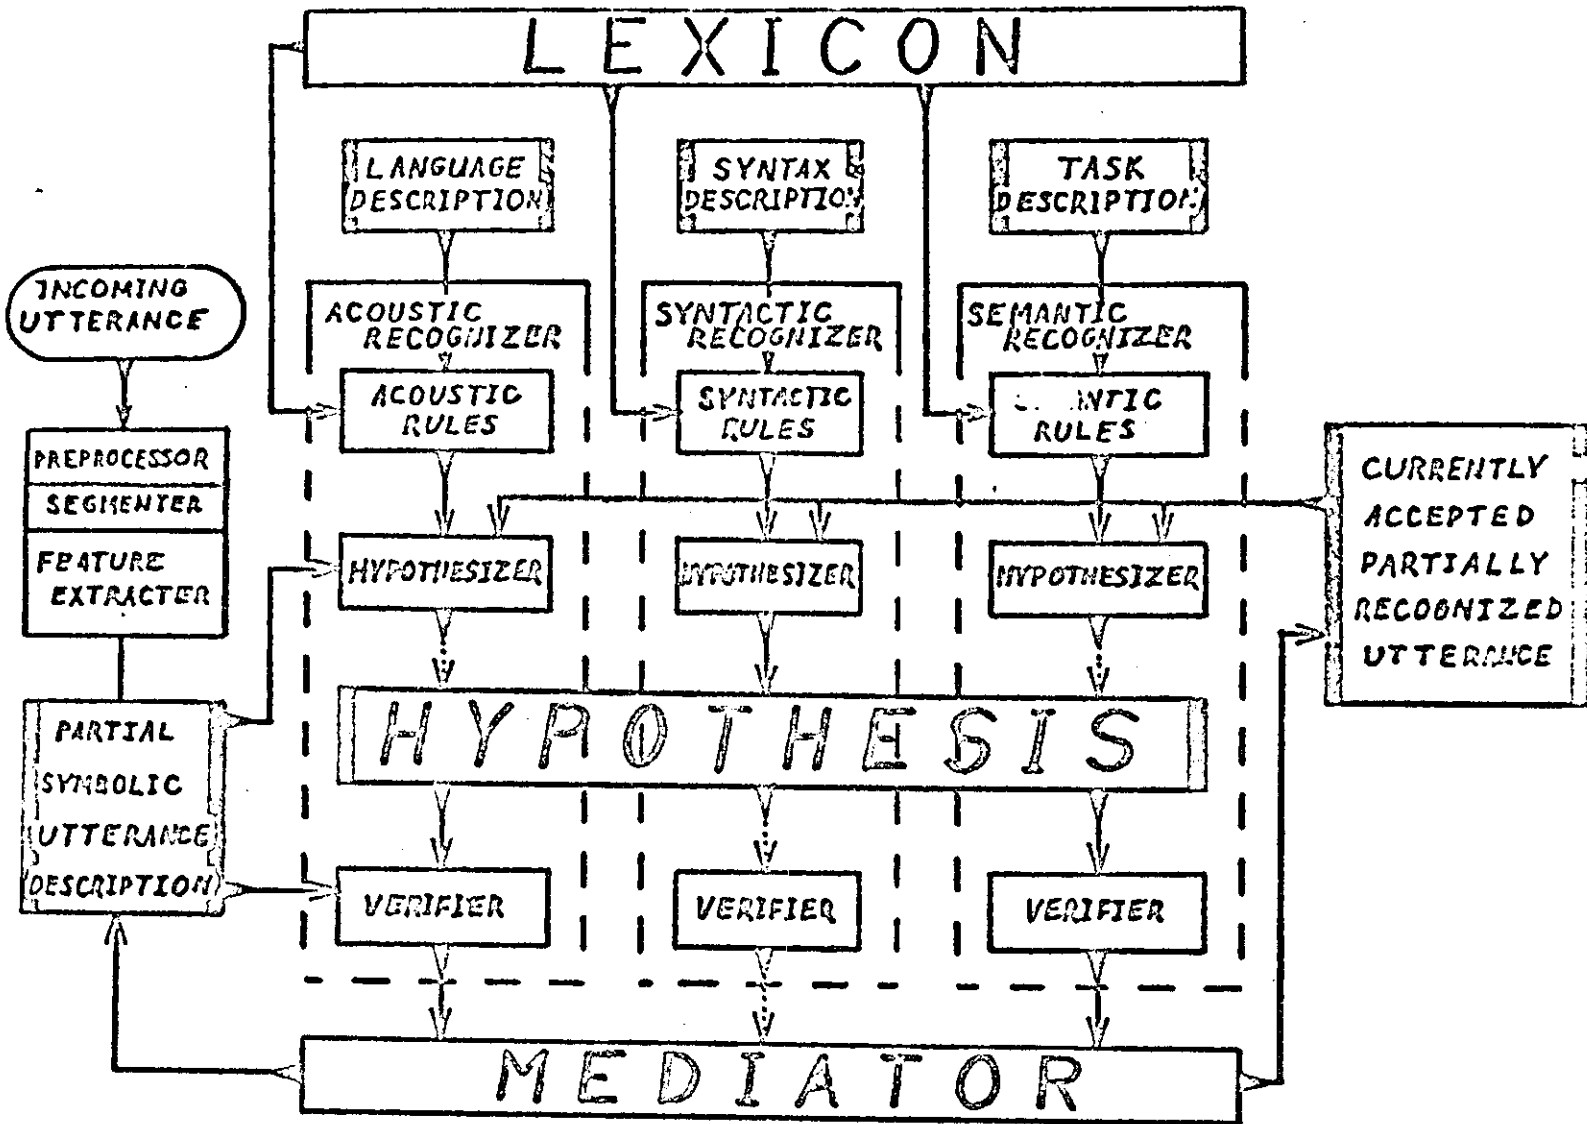 LEXICON
LANGUAGE
DESCRIPTION
SYNTAX
DESCRIPTION
TASK
DESCRIPTION
INCOMING
UTTERANCE
ACOUSTIC
RECOGNIZER
SYNTACTIC
RECOGNIZER
SEMANTIC
RECOGNIZER
ACOUSTIC
RULES
SYNTACTIC
RULES
RULES
PREPROCESSOR
SEGMENTER
FEATURE
EXTRACTER
CURRENTLY
ACCEPTED
PARTIALLY
RECOGNIZED
UTTERANCE
HYPOTHESIZER
HYPOTHESIZER
HYPOTHESIZER
PARTIAL
SYMBOLIC
UTTERANCE
DESCRIPTION
HYPOTHESIS
VERIFIER
VERIFIER
VERIFIER
MEDIATOR